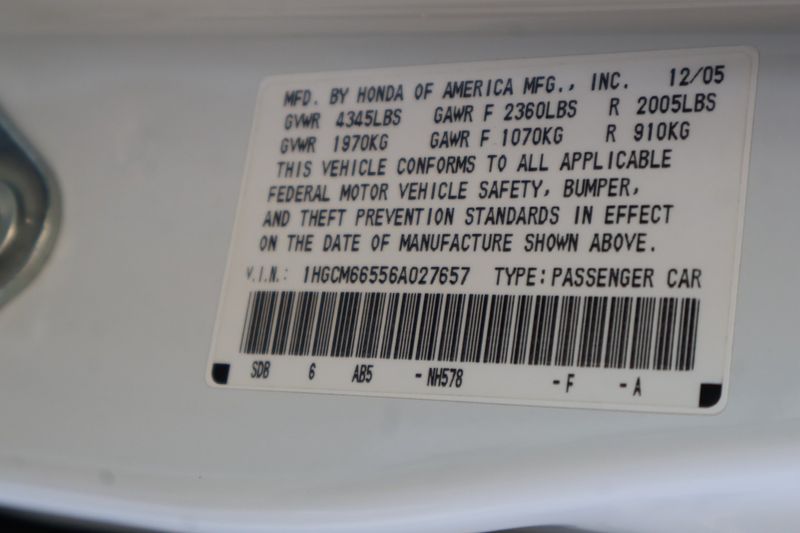 MFD. BY HONDA OF AMERICA MFG., INC. 12/05
GVWR 4345LBS GAWR F 2360LBS R 2005LBS
GVWR 1970KG GAWR F 1070KG R 910KG
THIS VEHICLE CONFORMS TO ALL APPLICABLE
FEDERAL MOTOR VEHICLE SAFETY, BUMPER,
AND THEFT PREVENTION STANDARDS IN EFFECT
ON THE DATE OF MANUFACTURE SHOWN ABOVE.
V.I.N.: 1HGCM66556A027657 TYPE:PASSENGER CAR
SDB 6 AB5 -NH578 -F -A